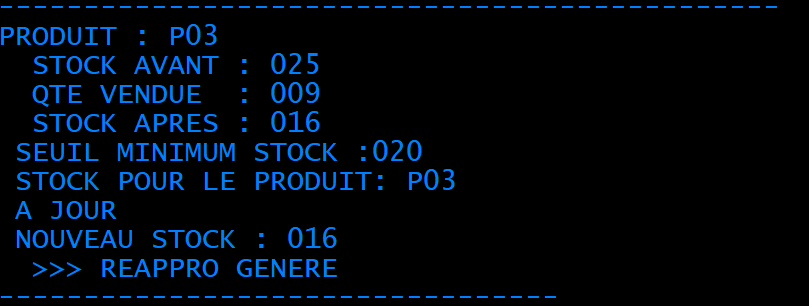 ----------------------------------------------
PRODUIT : P03
  STOCK AVANT : 025
  QTE VENDUE  : 009
  STOCK APRES : 016
 SEUIL MINIMUM STOCK :020
 STOCK POUR LE PRODUIT: P03
 A JOUR
 NOUVEAU STOCK : 016
  >>> REAPPRO GENERE
---------------------------------